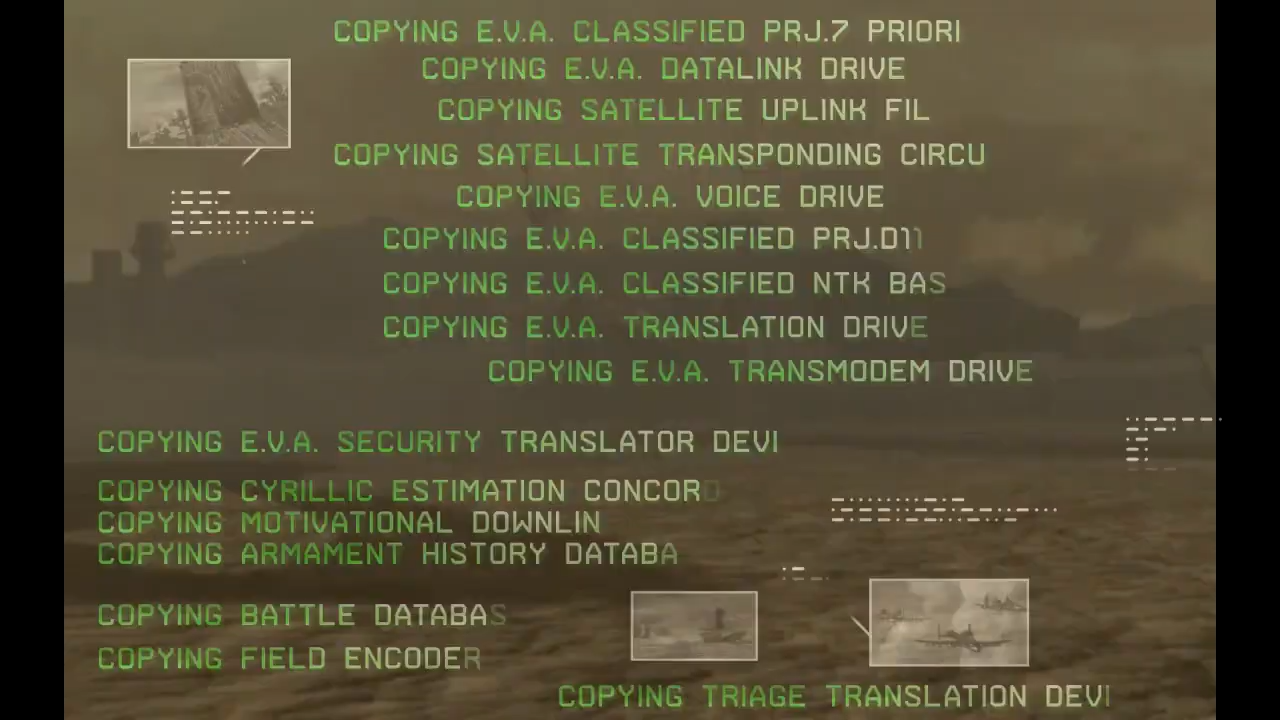 COPYING E.V.A. CLASSIFIED PRJ.7 PRIORI
COPYING E.V.A. DATALINK DRIVE
COPYING SATELLITE UPLINK FIL
COPYING SATELLITE TRANSPONDING CIRCU
COPYING E.V.A. VOICE DRIVE
COPYING E.V.A. CLASSIFIED PRJ.D11
COPYING E.V.A. CLASSIFIED NTK BAS
COPYING E.V.A. TRANSLATION DRIVE
COPYING E.V.A. TRANSMODEM DRIVE
COPYING E.V.A. SECURITY TRANSLATOR DEVI
COPYING CYRILLIC ESTIMATION CONCORD
COPYING MOTIVATIONAL DOWNLIN
COPYING ARMAMENT HISTORY DATABA
COPYING BATTLE DATABAS
COPYING FIELD ENCODER
COPYING TRIAGE TRANSLATION DEVI